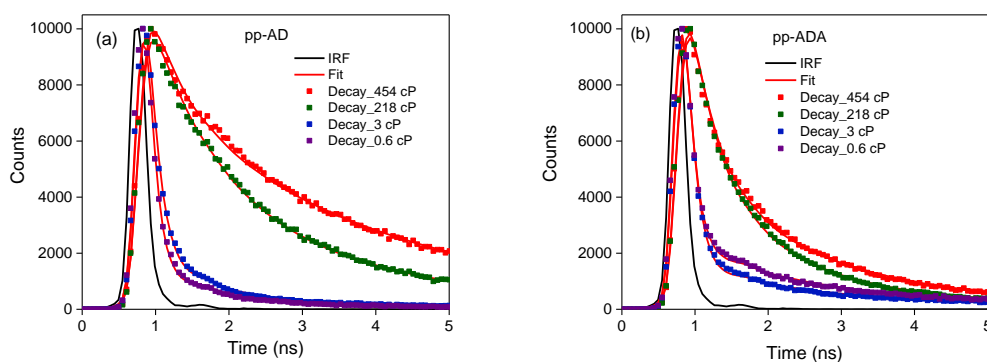 (a)
pp-AD
IRF
Fit
Decay_454 cP
Decay_218 cP
Decay_3 cP
Decay_0.6 cP
Counts
10000
8000
6000
4000
2000
0
0 1 2 3 4 5
Time (ns)
(b)
pp-ADA
IRF
Fit
Decay_454 cP
Decay_218 cP
Decay_3 cP
Decay_0.6 cP
Counts
10000
8000
6000
4000
2000
0
0 1 2 3 4 5
Time (ns)